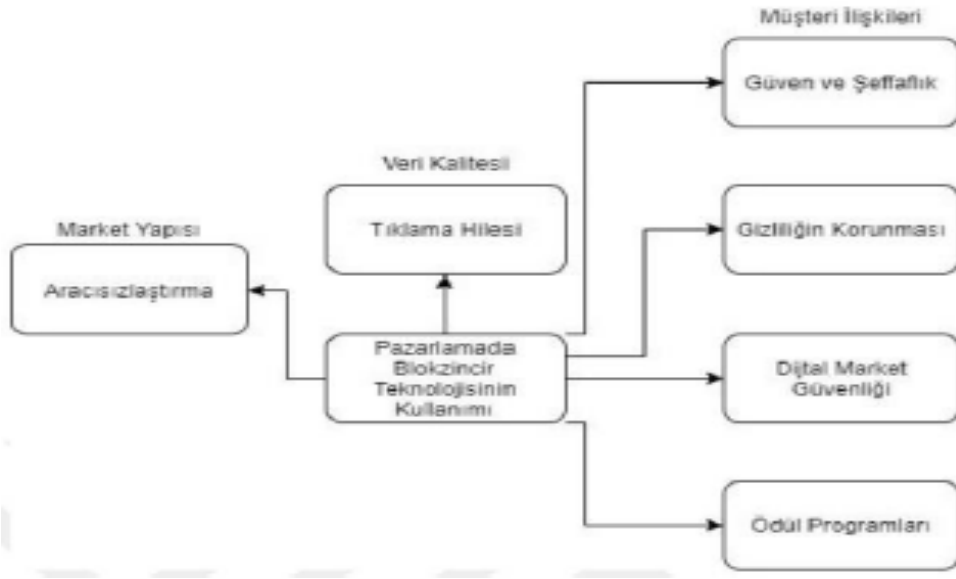 Müşteri İlişkileri
Güven ve Şeffaflık
Veri Kalitesi
Tıklama Hilesi
Gizliliğin Korunması
Market Yapısı
Aracısızlaştırma
Pazarlamada
Blokzincir
Teknolojisinin
Kullanımı
Dijtal Market
Güvenliği
Ödül Programları